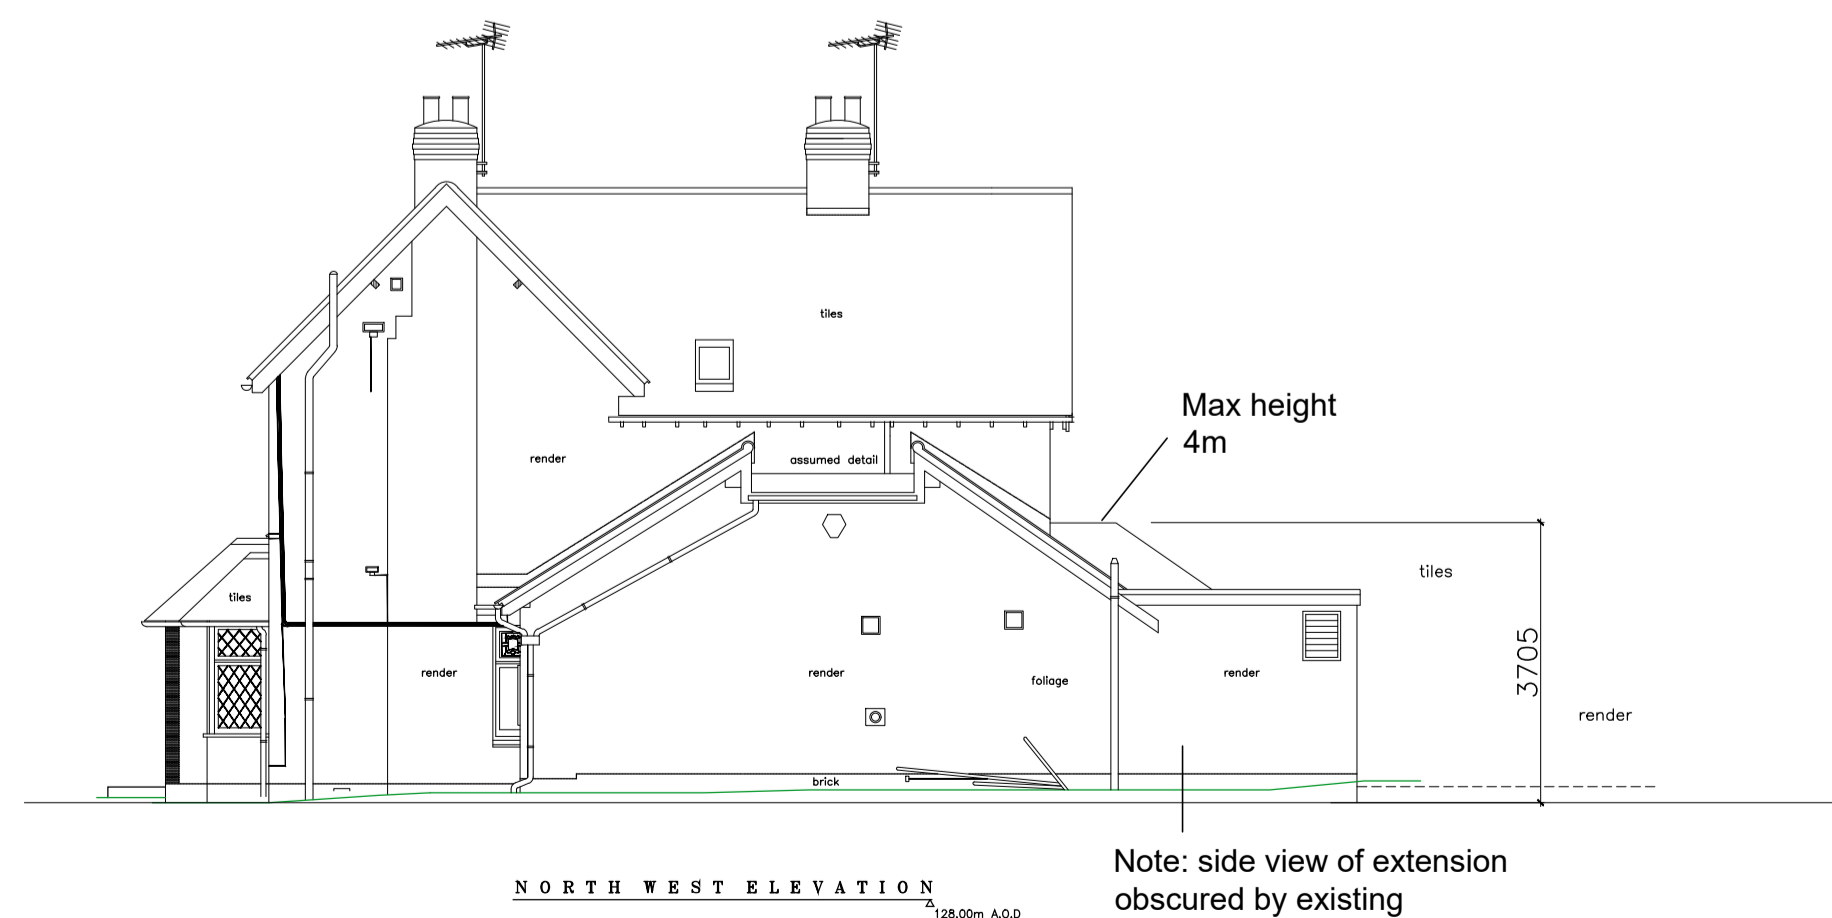 tiles
Max height
4m
render
assumed detail
tiles
tiles
render
render
foliage
render
3705
render
brick
Note: side view of extension
obscured by existing
NORTH WEST ELEVATION
128.00m A.O.D